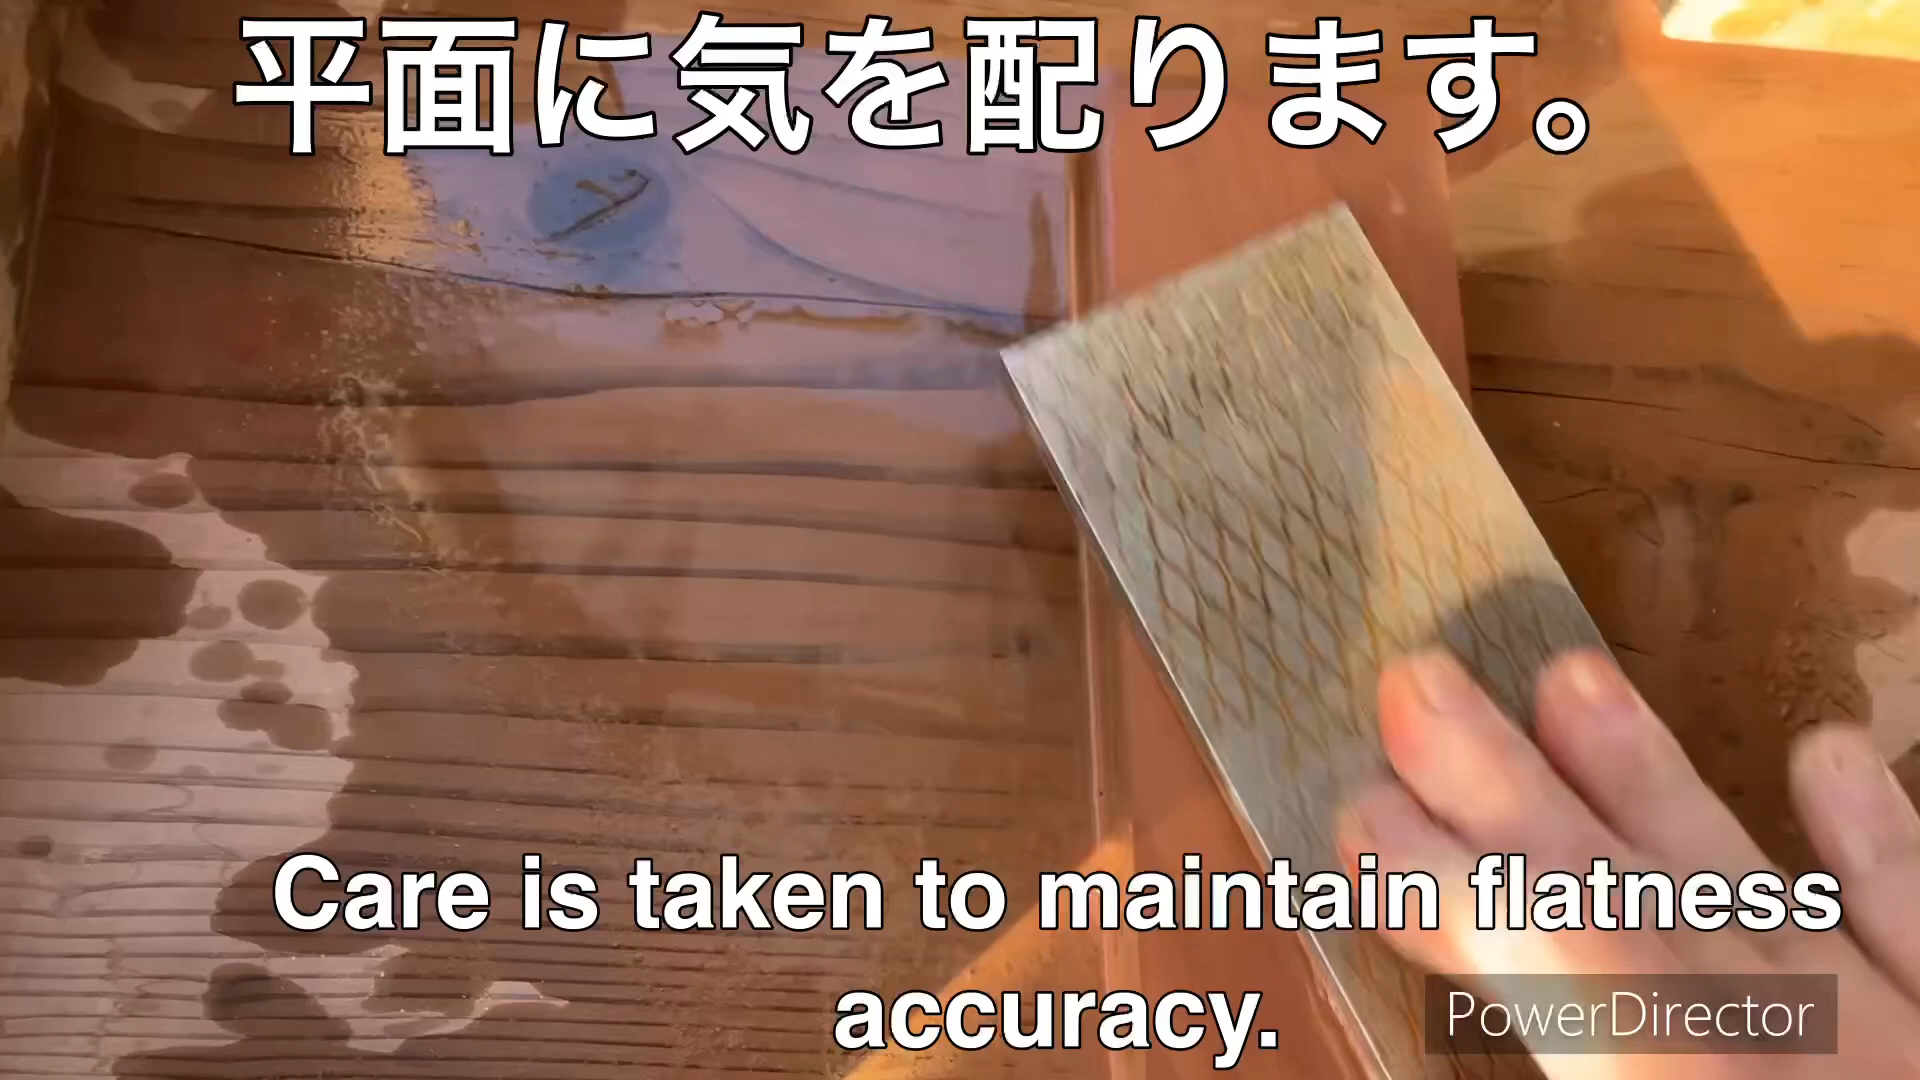 平面に気を配ります。
Care is taken to maintain flatness
accuracy.
PowerDirector